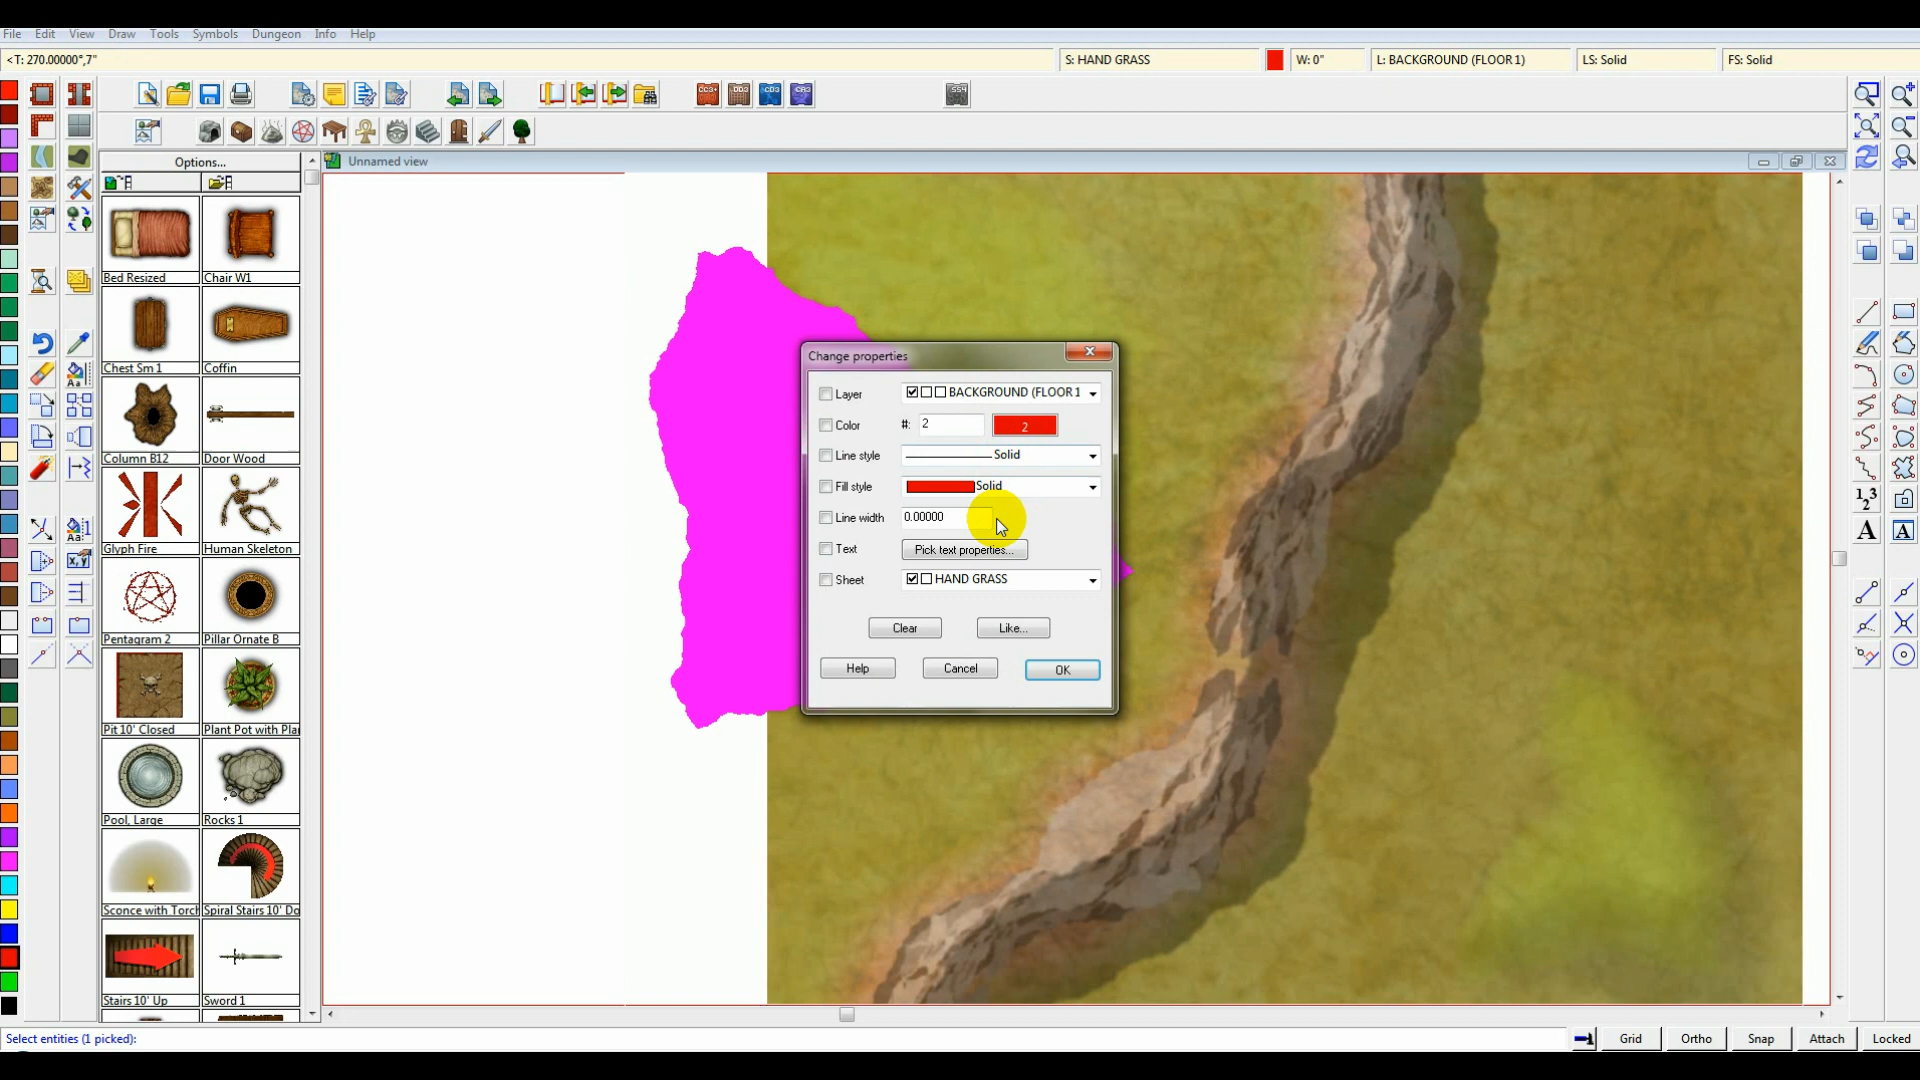 File Edit View Draw Tools Symbols Dungeon Info Help
<T: 270.00000°,7"
S: HAND GRASS
W: 0"
L: BACKGROUND (FLOOR 1)
LS: Solid
FS: Solid
CC3+ DD3 CD3 CA3 SS4
Options...
Unnamed view
Bed Resized
Chair W1
Chest Sm 1
Coffin
Column B12
Door Wood
Glyph Fire
Human Skeleton
Pentagram 2
Pillar Ornate B
Pit 10' Closed
Plant Pot with Pla
Pool, Large
Rocks 1
Sconce with Torch
Spiral Stairs 10' Do
Stairs 10' Up
Sword 1
Change properties
Layer BACKGROUND (FLOOR 1
Color #: 2 2
Line style Solid
Fill style Solid
Line width 0.00000
Text Pick text properties...
Sheet HAND GRASS
Clear Like...
Help Cancel OK
Select entities (1 picked):
Grid Ortho Snap Attach Locked